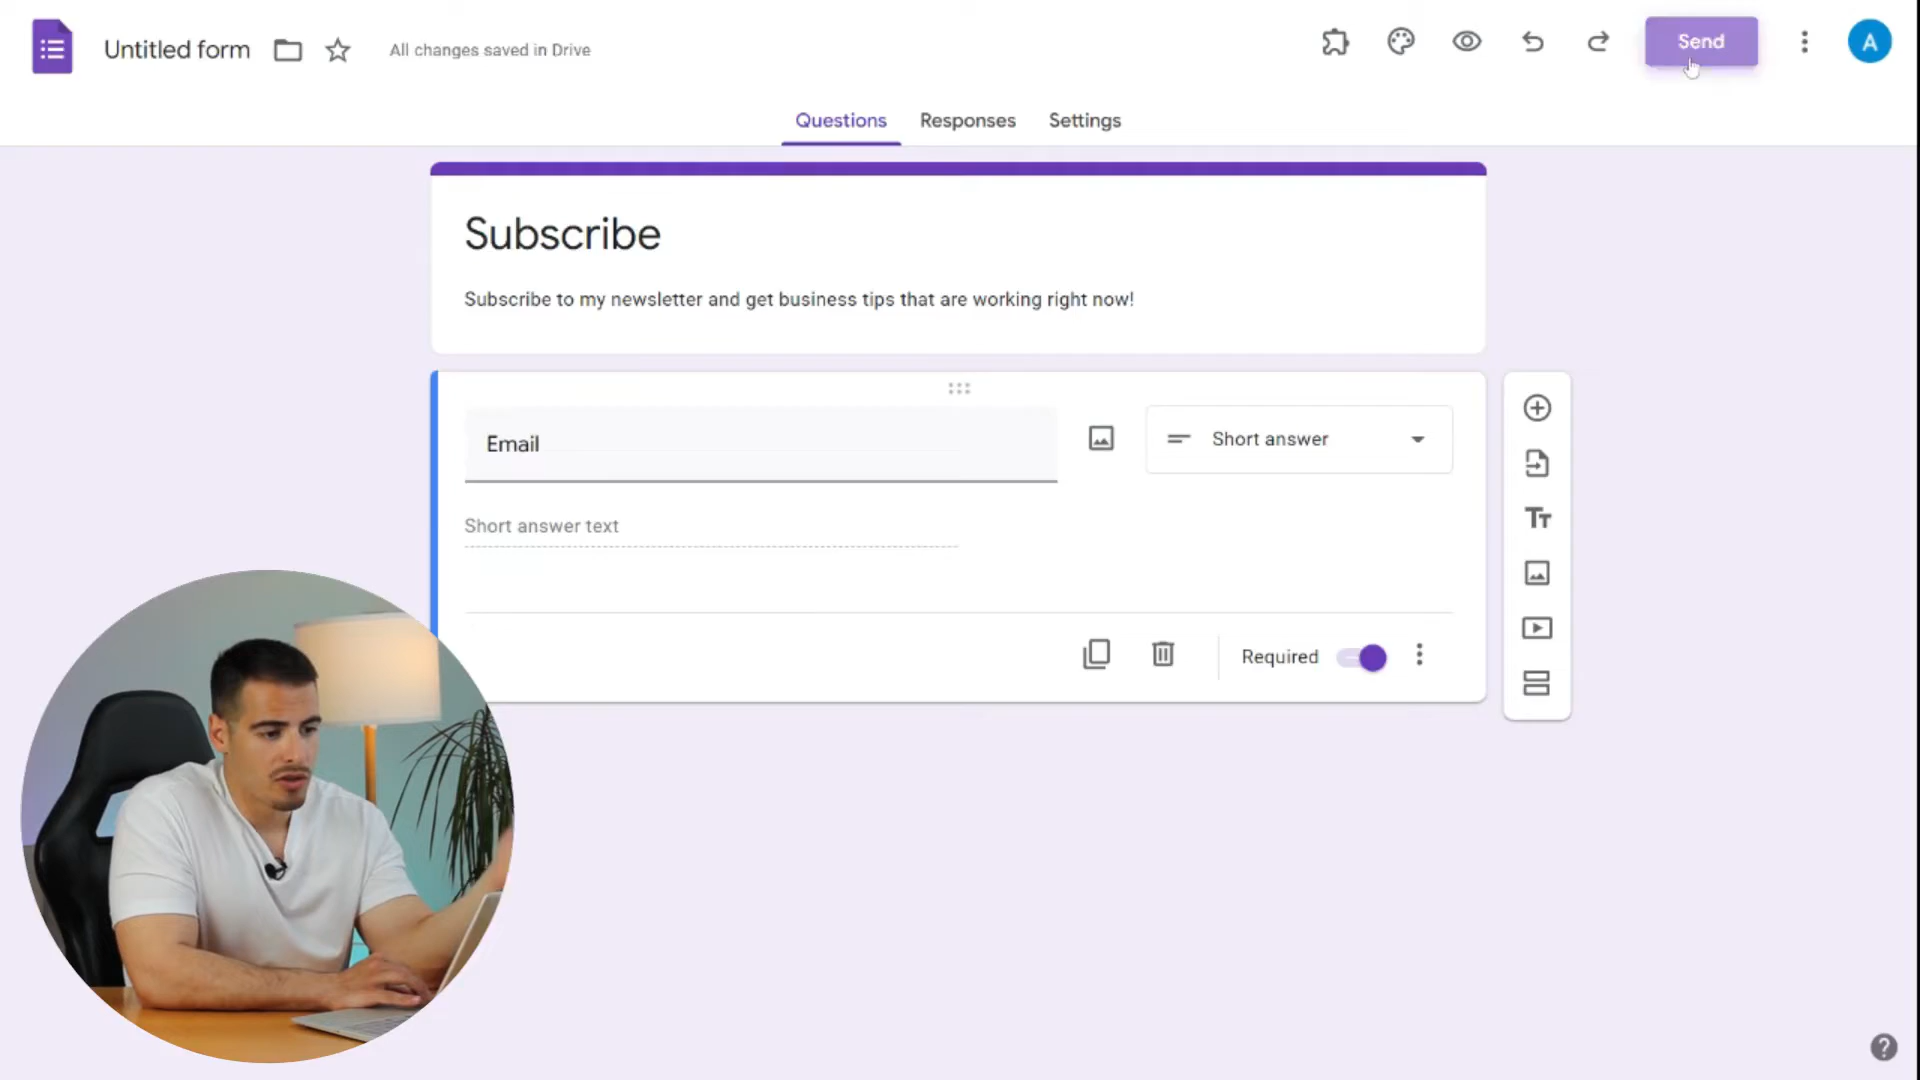 Untitled form
All changes saved in Drive
Send
A
Questions
Responses
Settings
Subscribe
Subscribe to my newsletter and get business tips that are working right now!
Email
Short answer
Short answer text
Required